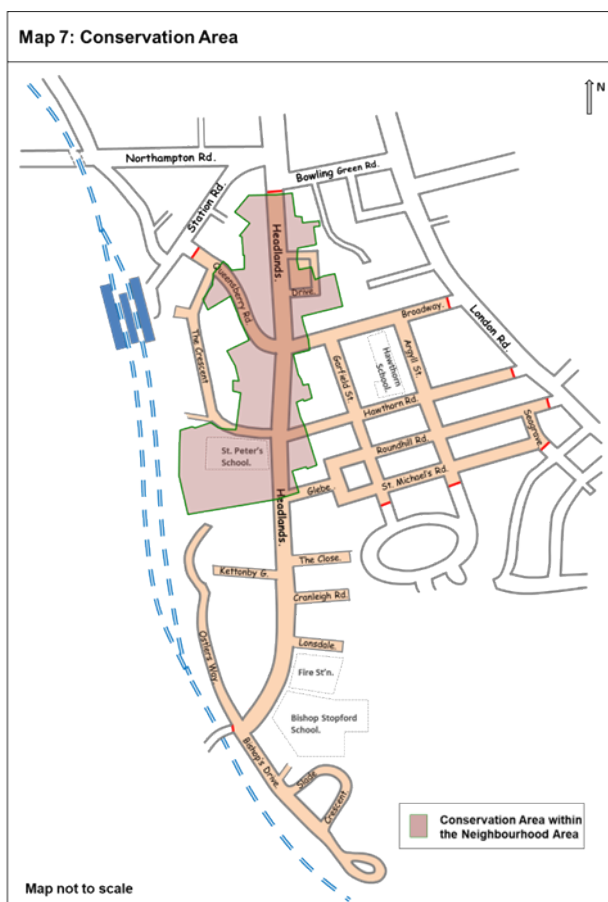 Map 7: Conservation Area
N
Northampton Rd.
Bowling Green Rd.
Station Rd.
Headlands.
Queensberry Rd.
Drive.
Broadway.
London Rd.
The Crescent
Garfield St.
Hawthorn
School.
Argyll St.
Hawthorn Rd.
Seagrave.
St. Peter's
School.
Roundhill Rd.
St. Michael's Rd.
Glebe.
Headlands.
The Close.
Kettonby G.
Cranleigh Rd.
Lonsdale.
Ostlers Way.
Fire St'n.
Bishop Stopford
School.
Bishop's Drive.
Slade
Crescent.
Conservation Area within
the Neighbourhood Area
Map not to scale